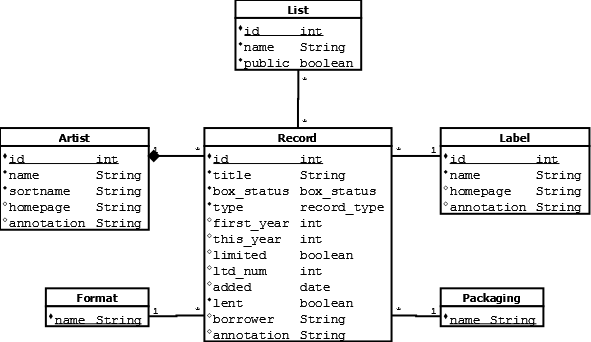 List
id int
name String
public boolean
*
*
Artist
id int
name String
sortname String
homepage String
annotation String
1
*
Record
id int
title String
box_status box_status
type record_type
first_year int
this_year int
limited boolean
ltd_num int
added date
lent boolean
borrower String
annotation String
*
1
Label
id int
name String
homepage String
annotation String
Format
name String
1
*
*
1
Packaging
name String